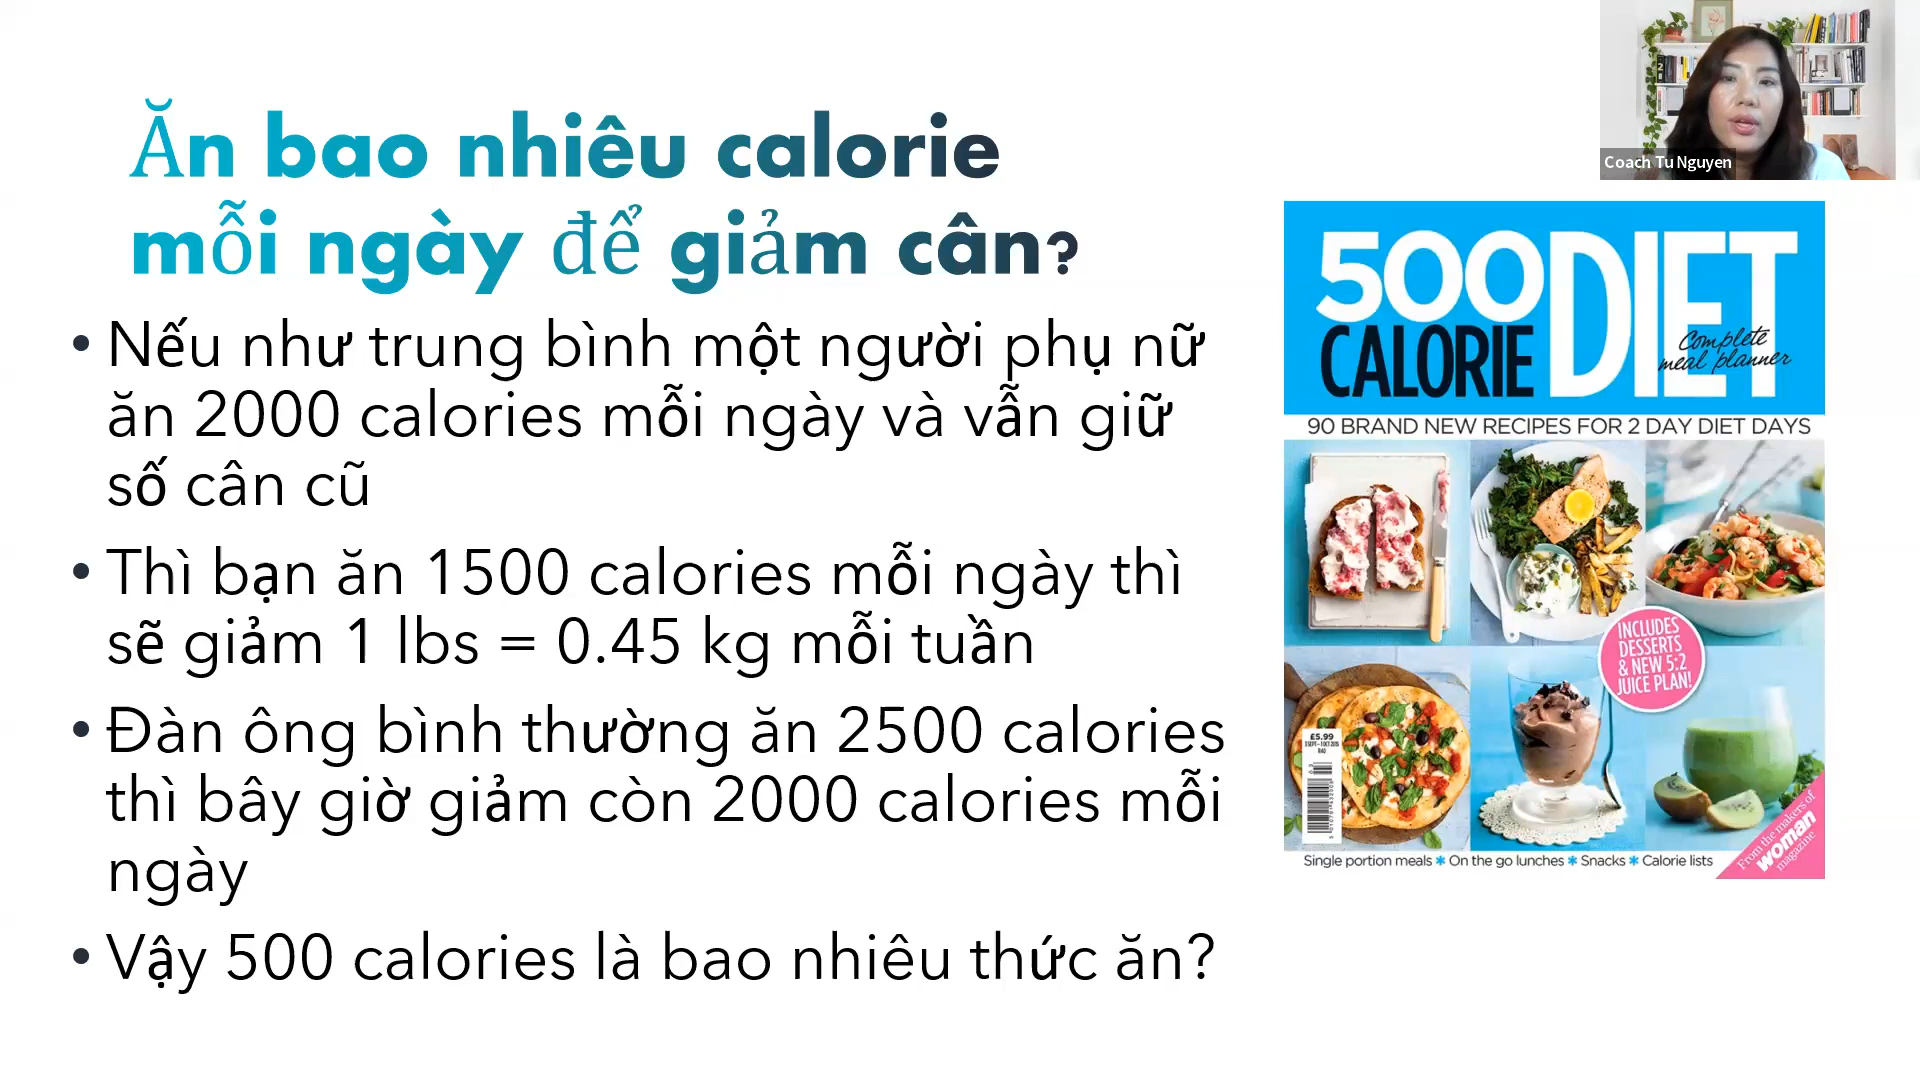 Ăn bao nhiêu calorie
mỗi ngày để giảm cân?
• Nếu như trung bình một người phụ nữ
ăn 2000 calories mỗi ngày và vẫn giữ
số cân cũ
• Thì bạn ăn 1500 calories mỗi ngày thì
sẽ giảm 1 lbs = 0.45 kg mỗi tuần
• Đàn ông bình thường ăn 2500 calories
thì bây giờ giảm còn 2000 calories mỗi
ngày
• Vậy 500 calories là bao nhiêu thức ăn?
Coach Tu Nguyen
500
CALORIE
DIET
Complete
meal planner
90 BRAND NEW RECIPES FOR 2 DAY DIET DAYS
INCLUDES
DESSERTS
& NEW 5:2
JUICE PLAN!
£5.99
Single portion meals * On the go lunches * Snacks * Calorie lists
From the makers of
woman
magazine